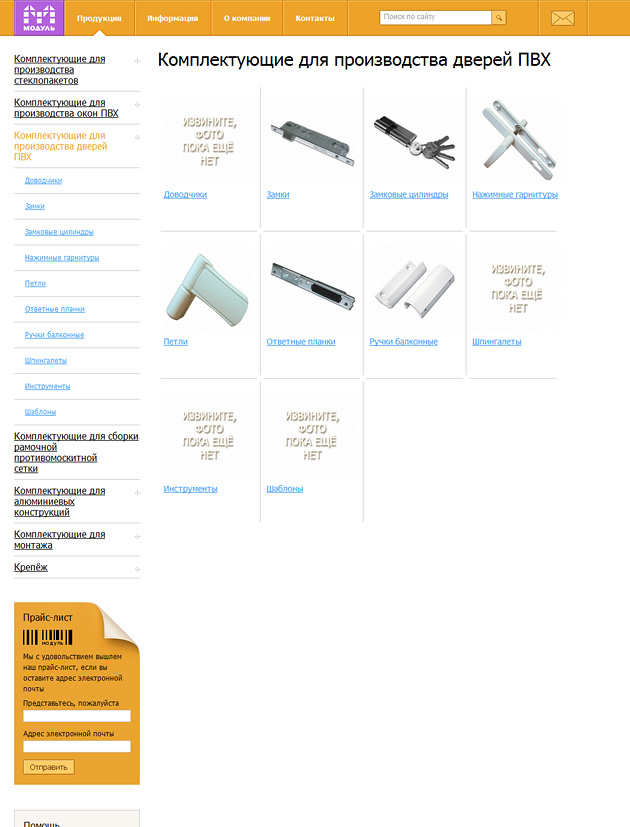 МОДУЛЬ
Продукция
Информация
О компании
Контакты
Поиск по сайту
Комплектующие для
производства
стеклопакетов
Комплектующие для
производства окон ПВХ
Комплектующие для
производства дверей
ПВХ
Доводчики
Замки
Замковые цилиндры
Нажимные гарнитуры
Петли
Ответные планки
Ручки балконные
Шпингалеты
Инструменты
Шаблоны
Комплектующие для сборки
рамочной
противомоскитной
сетки
Комплектующие для
алюминиевых
конструкций
Комплектующие для
монтажа
Крепёж
Прайс-лист
МОДУЛЬ
Мы с удовольствием вышлем
наш прайс-лист, если вы
оставите адрес электронной
почты
Представьтесь, пожалуйста
Адрес электронной почты
Отправить
Помощь
Комплектующие для производства дверей ПВХ
ИЗВИНИТЕ,
ФОТО
ПОКА ЕЩЁ
НЕТ
Доводчики
Замки
Замковые цилиндры
Нажимные гарнитуры
Петли
Ответные планки
Ручки балконные
ИЗВИНИТЕ,
ФОТО
ПОКА ЕЩЁ
НЕТ
Шпингалеты
ИЗВИНИТЕ,
ФОТО
ПОКА ЕЩЁ
НЕТ
Инструменты
ИЗВИНИТЕ,
ФОТО
ПОКА ЕЩЁ
НЕТ
Шаблоны